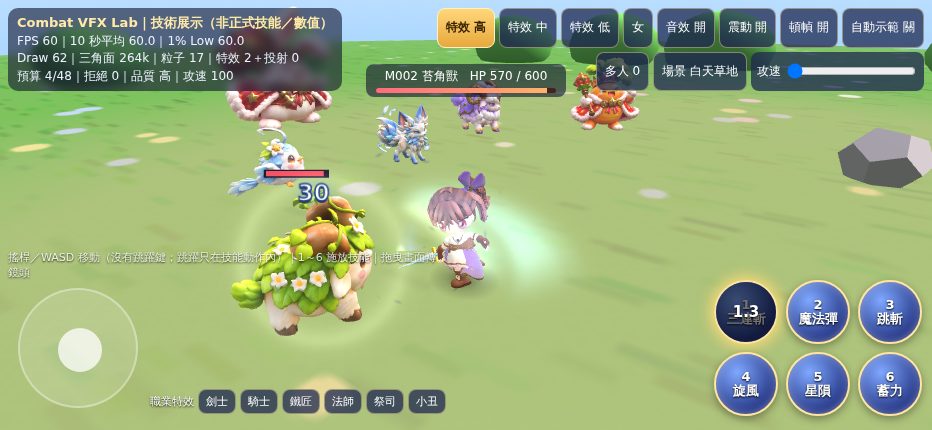 Combat VFX Lab｜技術展示（非正式技能／數值）
FPS 60｜10 秒平均 60.0｜1% Low 60.0
Draw 62｜三角面 264k｜粒子 17｜特效 2＋投射 0
預算 4/48｜拒絕 0｜品質 高｜攻速 100
特效 高
特效 中
特效 低
女
音效 開
震動 開
頓幀 開
自動示範 關
多人 0
場景 白天草地
攻速
M002 苔角獸 HP 570 / 600
30
搖桿／WASD 移動（沒有跳躍鍵；跳躍只在技能動作內）｜1～6 施放技能｜拖曳畫面轉
鏡頭
1
三連斬
1.3
2
魔法彈
3
跳斬
4
旋風
5
星隕
6
蓄力
職業特效
劍士
騎士
鐵匠
法師
祭司
小丑